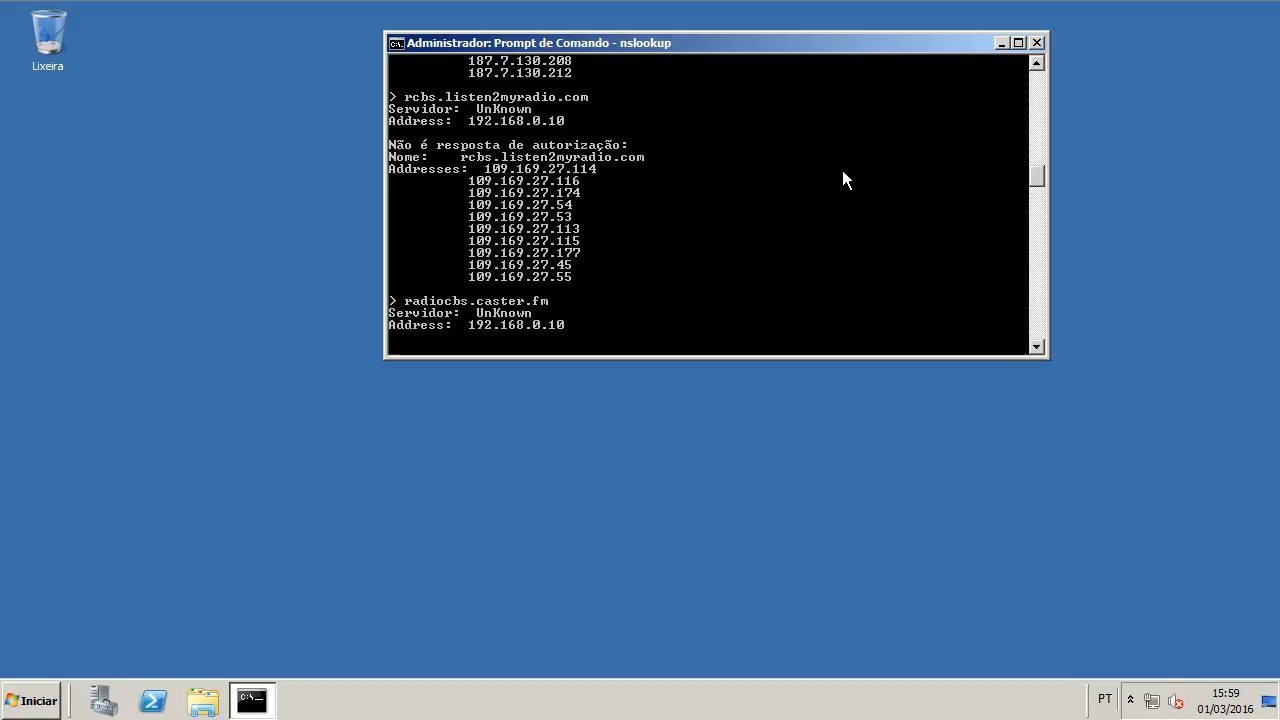 Lixeira
Administrador: Prompt de Comando - nslookup
187.7.130.208
187.7.130.212
> rcbs.listen2myradio.com
Servidor:  UnKnown
Address:  192.168.0.10
Não é resposta de autorização:
Nome:    rcbs.listen2myradio.com
Addresses:  109.169.27.114
109.169.27.116
109.169.27.174
109.169.27.54
109.169.27.53
109.169.27.113
109.169.27.115
109.169.27.177
109.169.27.45
109.169.27.55
> radiocbs.caster.fm
Servidor:  UnKnown
Address:  192.168.0.10
Iniciar
PT
15:59
01/03/2016